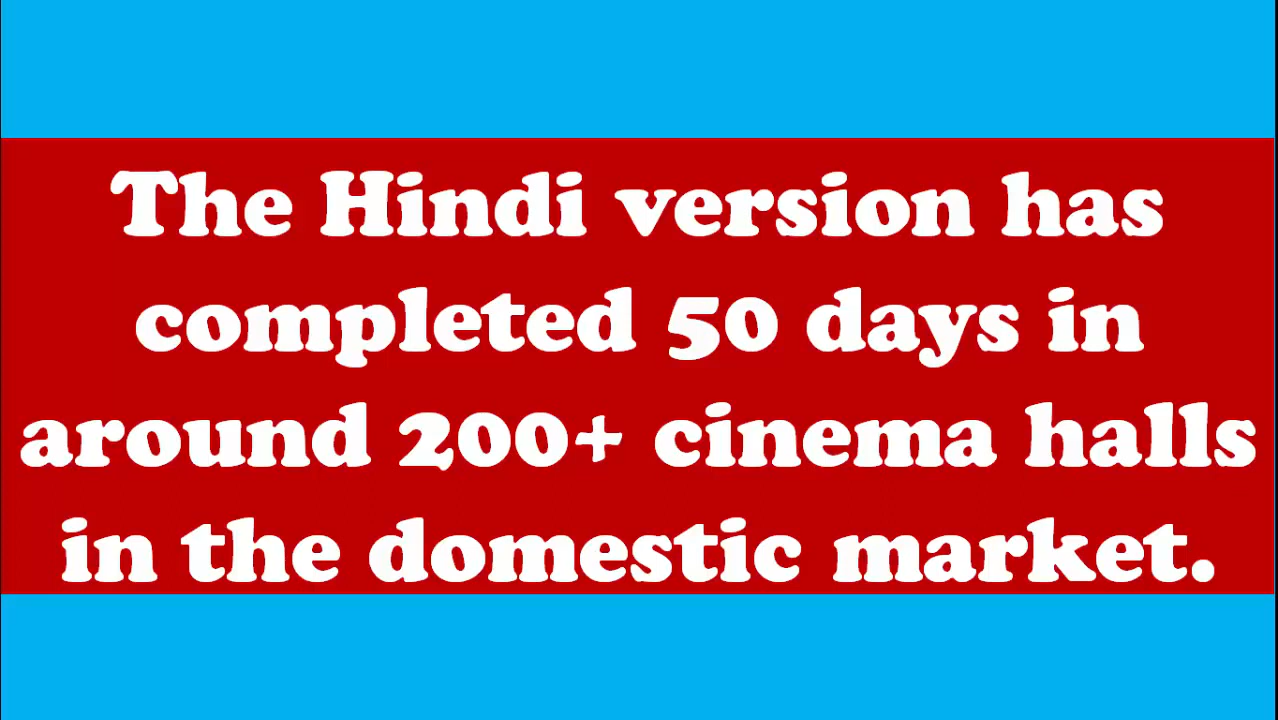 The Hindi version has
completed 50 days in
around 200+ cinema halls
in the domestic market.